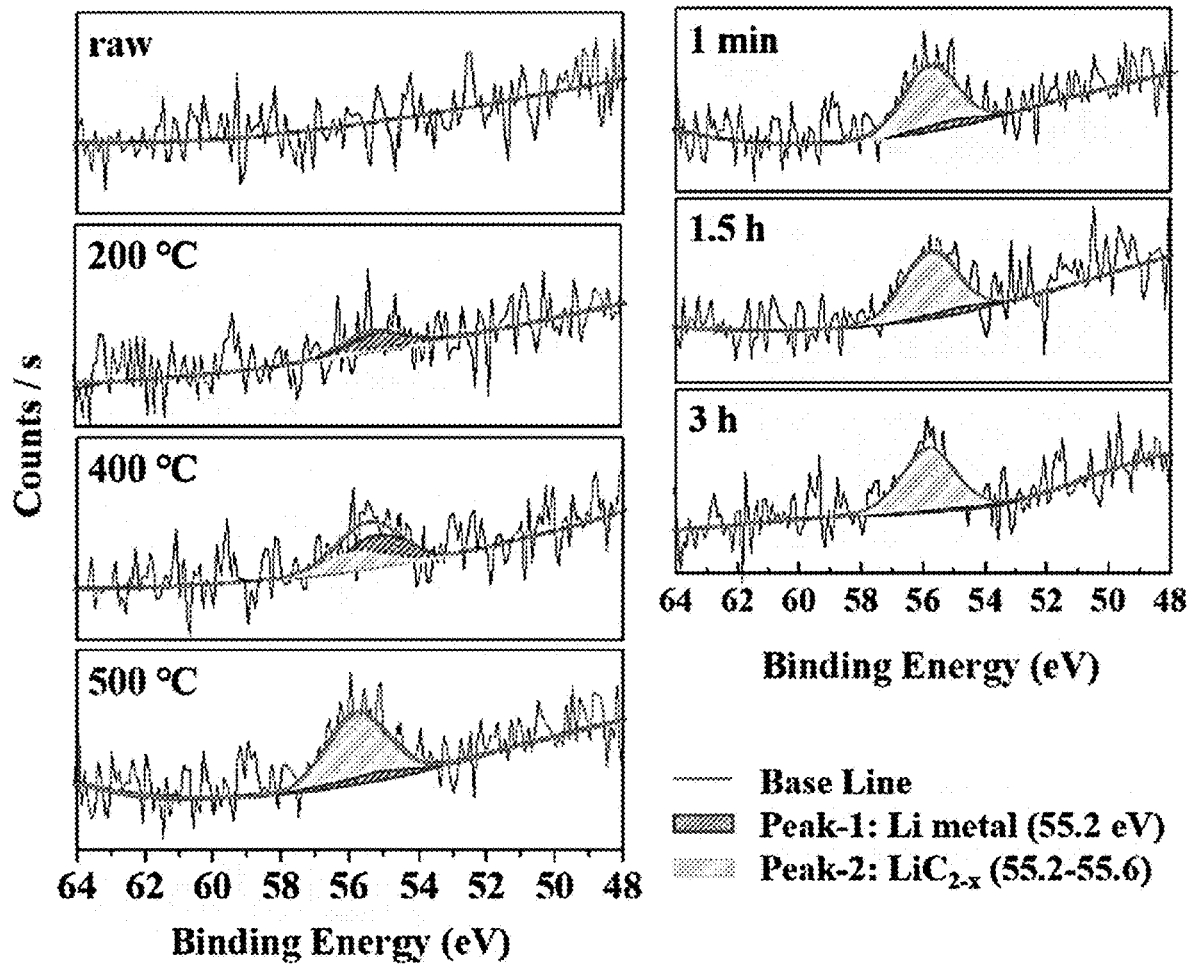 raw
200 °C
400 °C
500 °C
Counts / s
64 62 60 58 56 54 52 50 48
Binding Energy (eV)
1 min
1.5 h
3 h
64 62 60 58 56 54 52 50 48
Binding Energy (eV)
Base Line
Peak-1: Li metal (55.2 eV)
Peak-2: LiC2-x (55.2-55.6)